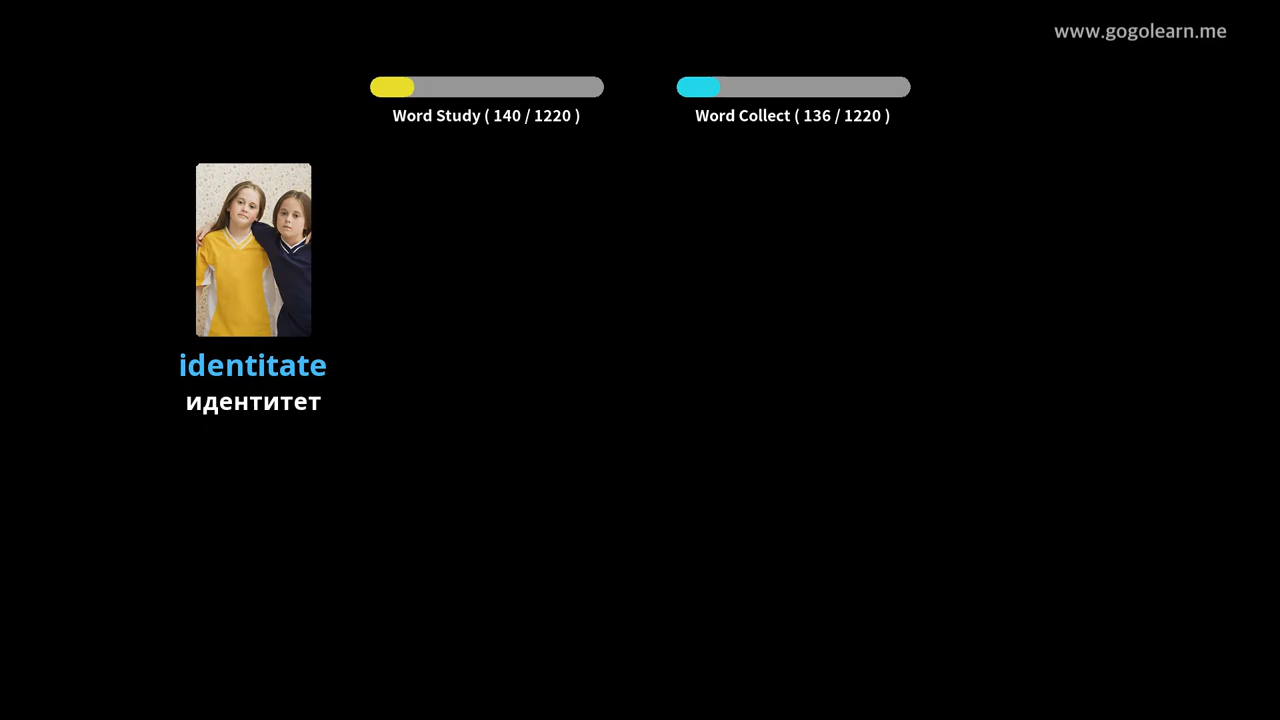 www.gogolearn.me
Word Study ( 140 / 1220 )
Word Collect ( 136 / 1220 )
identitate
идентитет